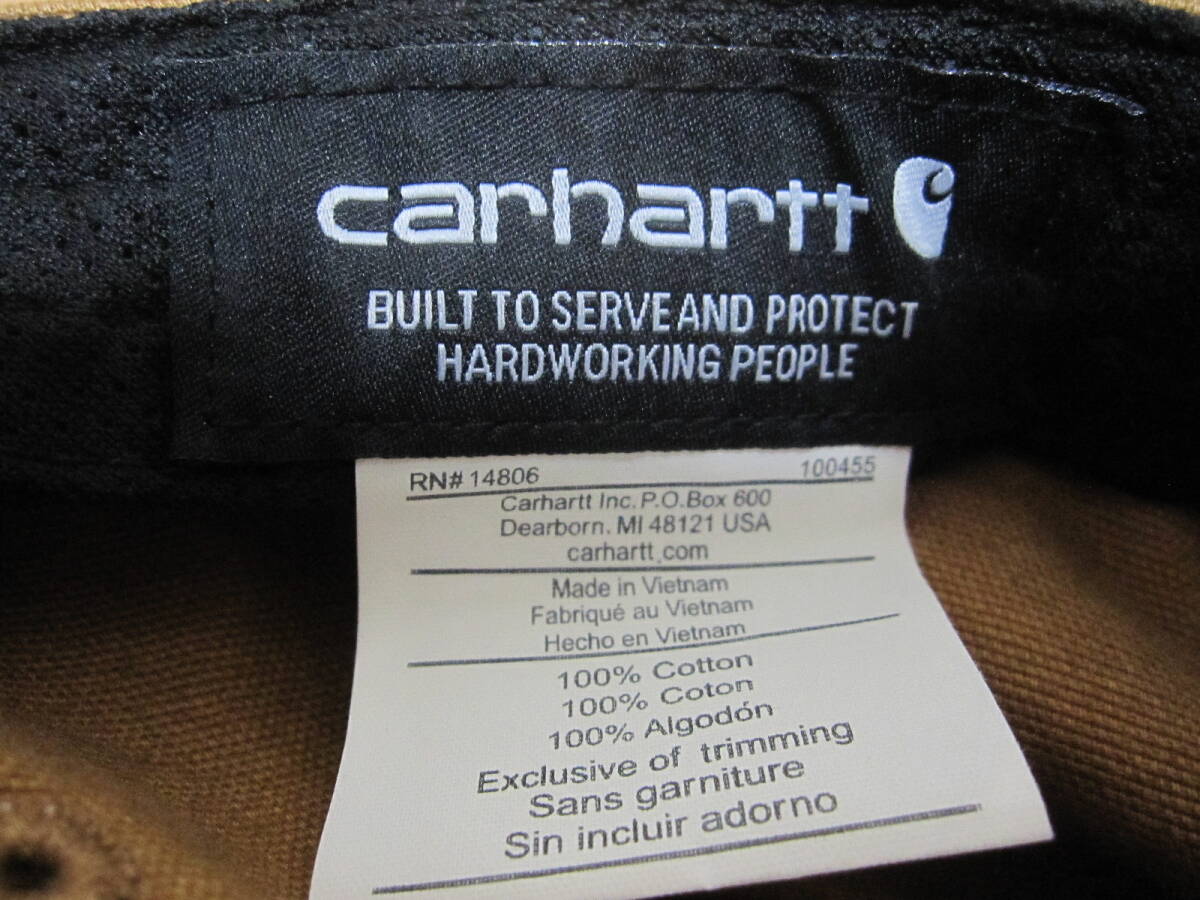 carhartt
BUILT TO SERVE AND PROTECT
HARDWORKING PEOPLE
RN# 14806 100455
Carhartt Inc. P.O.Box 600
Dearborn. MI 48121 USA
carhartt.com
Made in Vietnam
Fabriqué au Vietnam
Hecho en Vietnam
100% Cotton
100% Coton
100% Algodón
Exclusive of trimming
Sans garniture
Sin incluir adorno